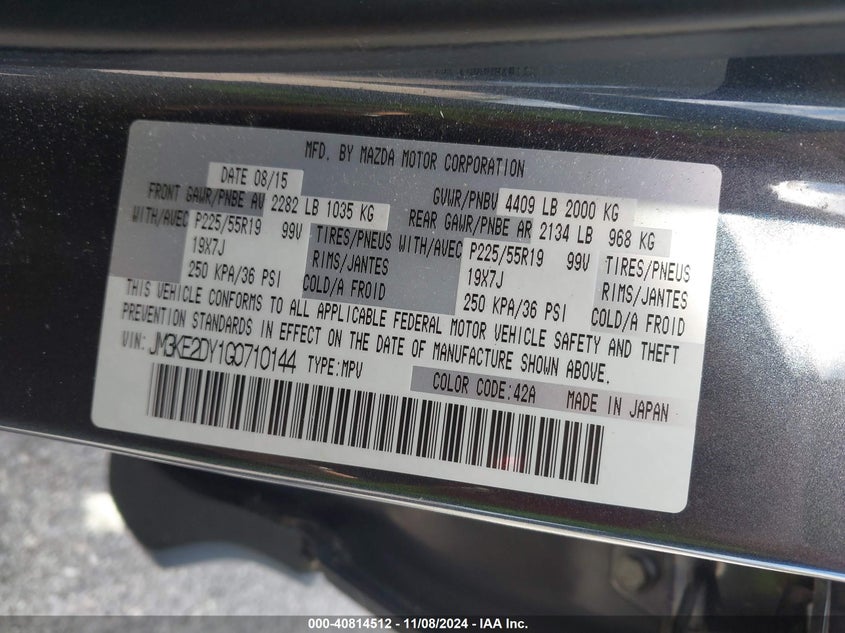 MFD. BY MAZDA MOTOR CORPORATION
DATE 08/15
GVWR/PNBV 4409 LB 2000 KG
FRONT GAWR/PNBE AV 2282 LB 1035 KG
REAR GAWR/PNBE AR 2134 LB 968 KG
WITH/AVEC P225/55R19 99V TIRES/PNEUS
19X7J RIMS/JANTES
250 KPA/36 PSI COLD/A FROID
WITH/AVEC P225/55R19 99V TIRES/PNEUS
19X7J RIMS/JANTES
250 KPA/36 PSI COLD/A FROID
THIS VEHICLE CONFORMS TO ALL APPLICABLE FEDERAL MOTOR VEHICLE SAFETY AND THEFT
PREVENTION STANDARDS IN EFFECT ON THE DATE OF MANUFACTURE SHOWN ABOVE.
VIN: JM3KE2DY1G0710144 TYPE:MPV
COLOR CODE:42A MADE IN JAPAN
000-40814512 - 11/08/2024 - IAA Inc.